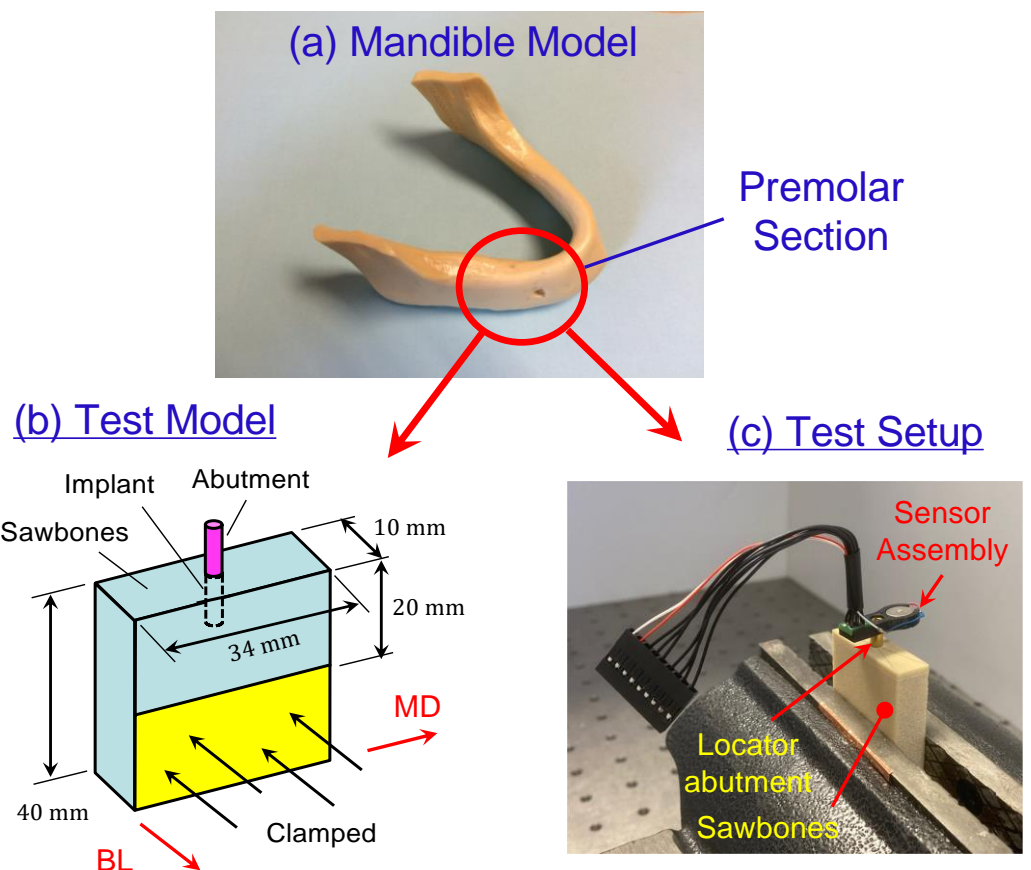 (a) Mandible Model
Premolar
Section
(b) Test Model
(c) Test Setup
Implant
Abutment
Sawbones
10 mm
20 mm
34 mm
MD
40 mm
Clamped
BL
Sensor
Assembly
Locator
abutment
Sawbones